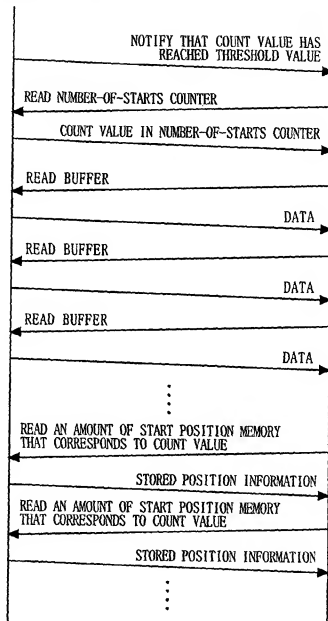 NOTIFY THAT COUNT VALUE HAS
REACHED THRESHOLD VALUE
READ NUMBER-OF-STARTS COUNTER
COUNT VALUE IN NUMBER-OF-STARTS COUNTER
READ BUFFER
DATA
READ BUFFER
DATA
READ BUFFER
DATA
READ AN AMOUNT OF START POSITION MEMORY
THAT CORRESPONDS TO COUNT VALUE
STORED POSITION INFORMATION
READ AN AMOUNT OF START POSITION MEMORY
THAT CORRESPONDS TO COUNT VALUE
STORED POSITION INFORMATION